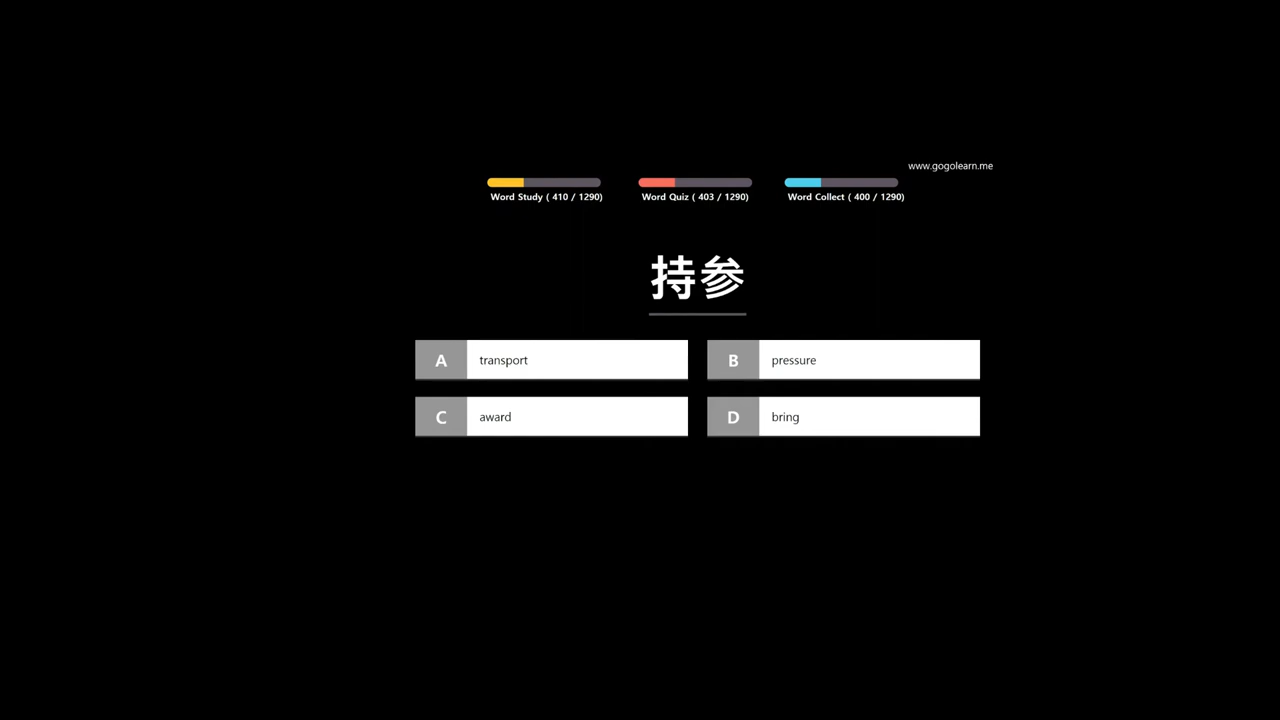 www.gogolearn.me
Word Study ( 410 / 1290)
Word Quiz ( 403 / 1290)
Word Collect ( 400 / 1290)
持参
A transport
B pressure
C award
D bring